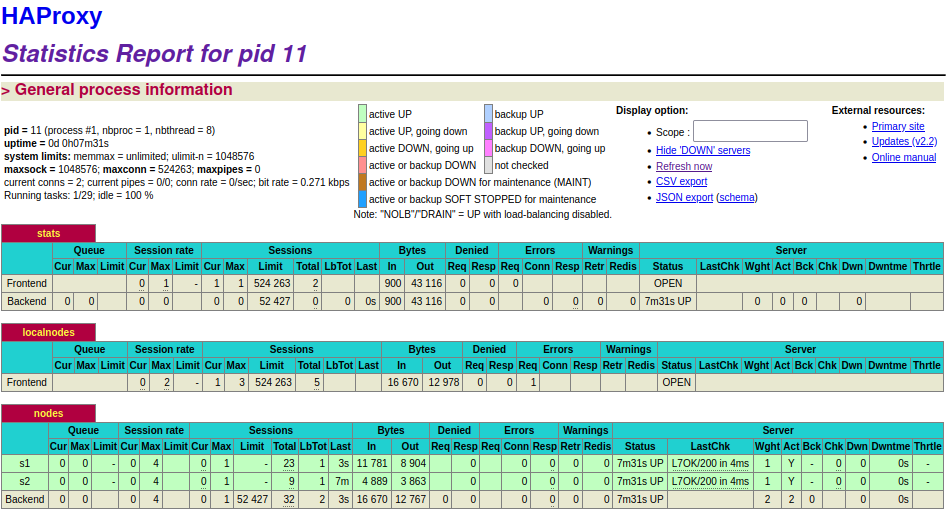 HAProxy
Statistics Report for pid 11
> General process information
pid = 11 (process #1, nbproc = 1, nbthread = 8)
uptime = 0d 0h07m31s
system limits: memmax = unlimited; ulimit-n = 1048576
maxsock = 1048576; maxconn = 524263; maxpipes = 0
current conns = 2; current pipes = 0/0; conn rate = 0/sec; bit rate = 0.271 kbps
Running tasks: 1/29; idle = 100 %
active UP backup UP
active UP, going down backup UP, going down
active DOWN, going up backup DOWN, going up
active or backup DOWN not checked
active or backup DOWN for maintenance (MAINT)
active or backup SOFT STOPPED for maintenance
Note: "NOLB"/"DRAIN" = UP with load-balancing disabled.
Display option:
• Scope :
• Hide 'DOWN' servers
• Refresh now
• CSV export
• JSON export (schema)
External resources:
• Primary site
• Updates (v2.2)
• Online manual
stats
Queue Session rate Sessions Bytes Denied Errors Warnings Server
Cur Max Limit Cur Max Limit Cur Max Limit Total LbTot Last In Out Req Resp Req Conn Resp Retr Redis Status LastChk Wght Act Bck Chk Dwn Dwntme Thrtle
Frontend 0 1 - 1 1 524 263 2 900 43 116 0 0 0 OPEN
Backend 0 0 0 0 0 0 52 427 0 0 0s 900 43 116 0 0 0 0 0 0 7m31s UP 0 0 0 0
localnodes
Queue Session rate Sessions Bytes Denied Errors Warnings Server
Cur Max Limit Cur Max Limit Cur Max Limit Total LbTot Last In Out Req Resp Req Conn Resp Retr Redis Status LastChk Wght Act Bck Chk Dwn Dwntme Thrtle
Frontend 0 2 - 1 3 524 263 5 16 670 12 978 0 0 1 OPEN
nodes
Queue Session rate Sessions Bytes Denied Errors Warnings Server
Cur Max Limit Cur Max Limit Cur Max Limit Total LbTot Last In Out Req Resp Req Conn Resp Retr Redis Status LastChk Wght Act Bck Chk Dwn Dwntme Thrtle
s1 0 0 - 0 4 0 1 - 23 1 3s 11 781 8 904 0 0 0 0 0 7m31s UP L7OK/200 in 4ms 1 Y - 0 0 0s -
s2 0 0 - 0 4 0 1 - 9 1 7m 4 889 3 863 0 0 0 0 0 7m31s UP L7OK/200 in 4ms 1 Y - 0 0 0s -
Backend 0 0 0 4 0 1 52 427 32 2 3s 16 670 12 767 0 0 0 0 0 0 7m31s UP 2 2 0 0 0s